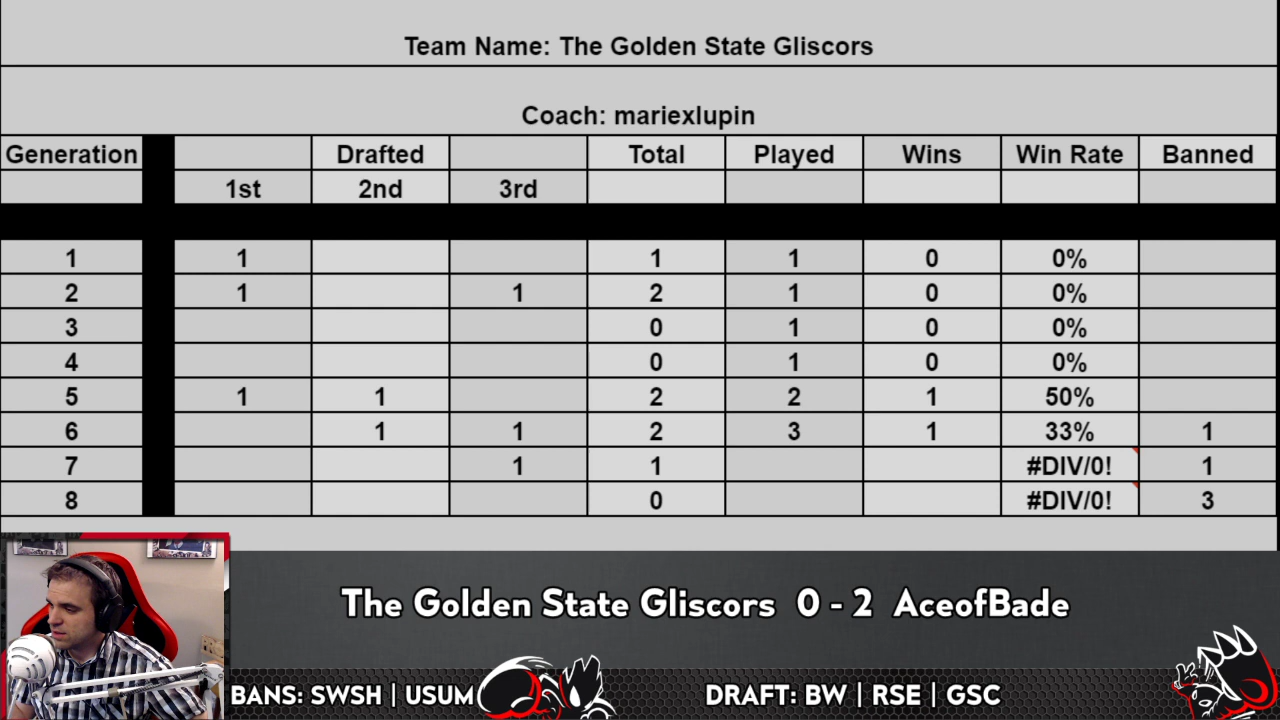 Team Name: The Golden State Gliscors
Coach: mariexlupin
Generation Drafted Total Played Wins Win Rate Banned
1st 2nd 3rd
1 1 1 1 0 0%
2 1 1 2 1 0 0%
3 0 1 0 0%
4 0 1 0 0%
5 1 1 2 2 1 50%
6 1 1 2 3 1 33% 1
7 1 1 #DIV/0! 1
8 0 #DIV/0! 3
The Golden State Gliscors 0 - 2 AceofBade
BANS: SWSH | USUM DRAFT: BW | RSE | GSC